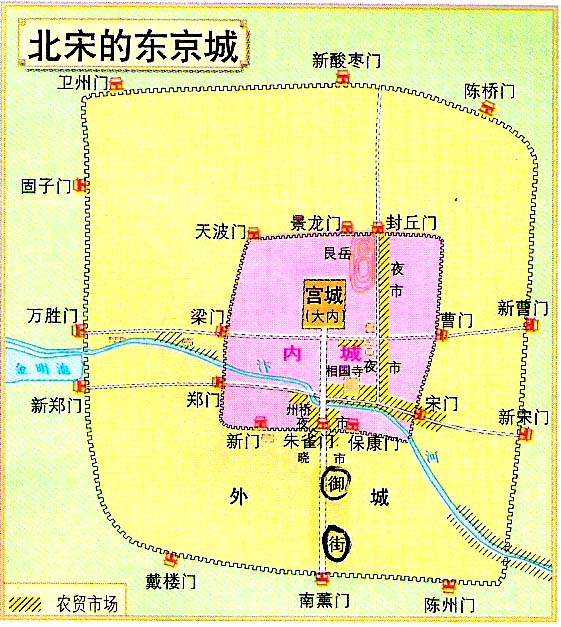 北宋的东京城
新酸枣门
卫州门
陈桥门
固子门
天波门
景龙门
封丘门
艮岳
夜市
宫城
(大内)
万胜门
梁门
曹门
新曹门
内城
金明池
汴
相国寺
夜市
新郑门
郑门
州桥
夜市
宋门
新宋门
新门
朱雀门
保康门
晓市
河
御街
外城
戴楼门
南薰门
陈州门
农贸市场